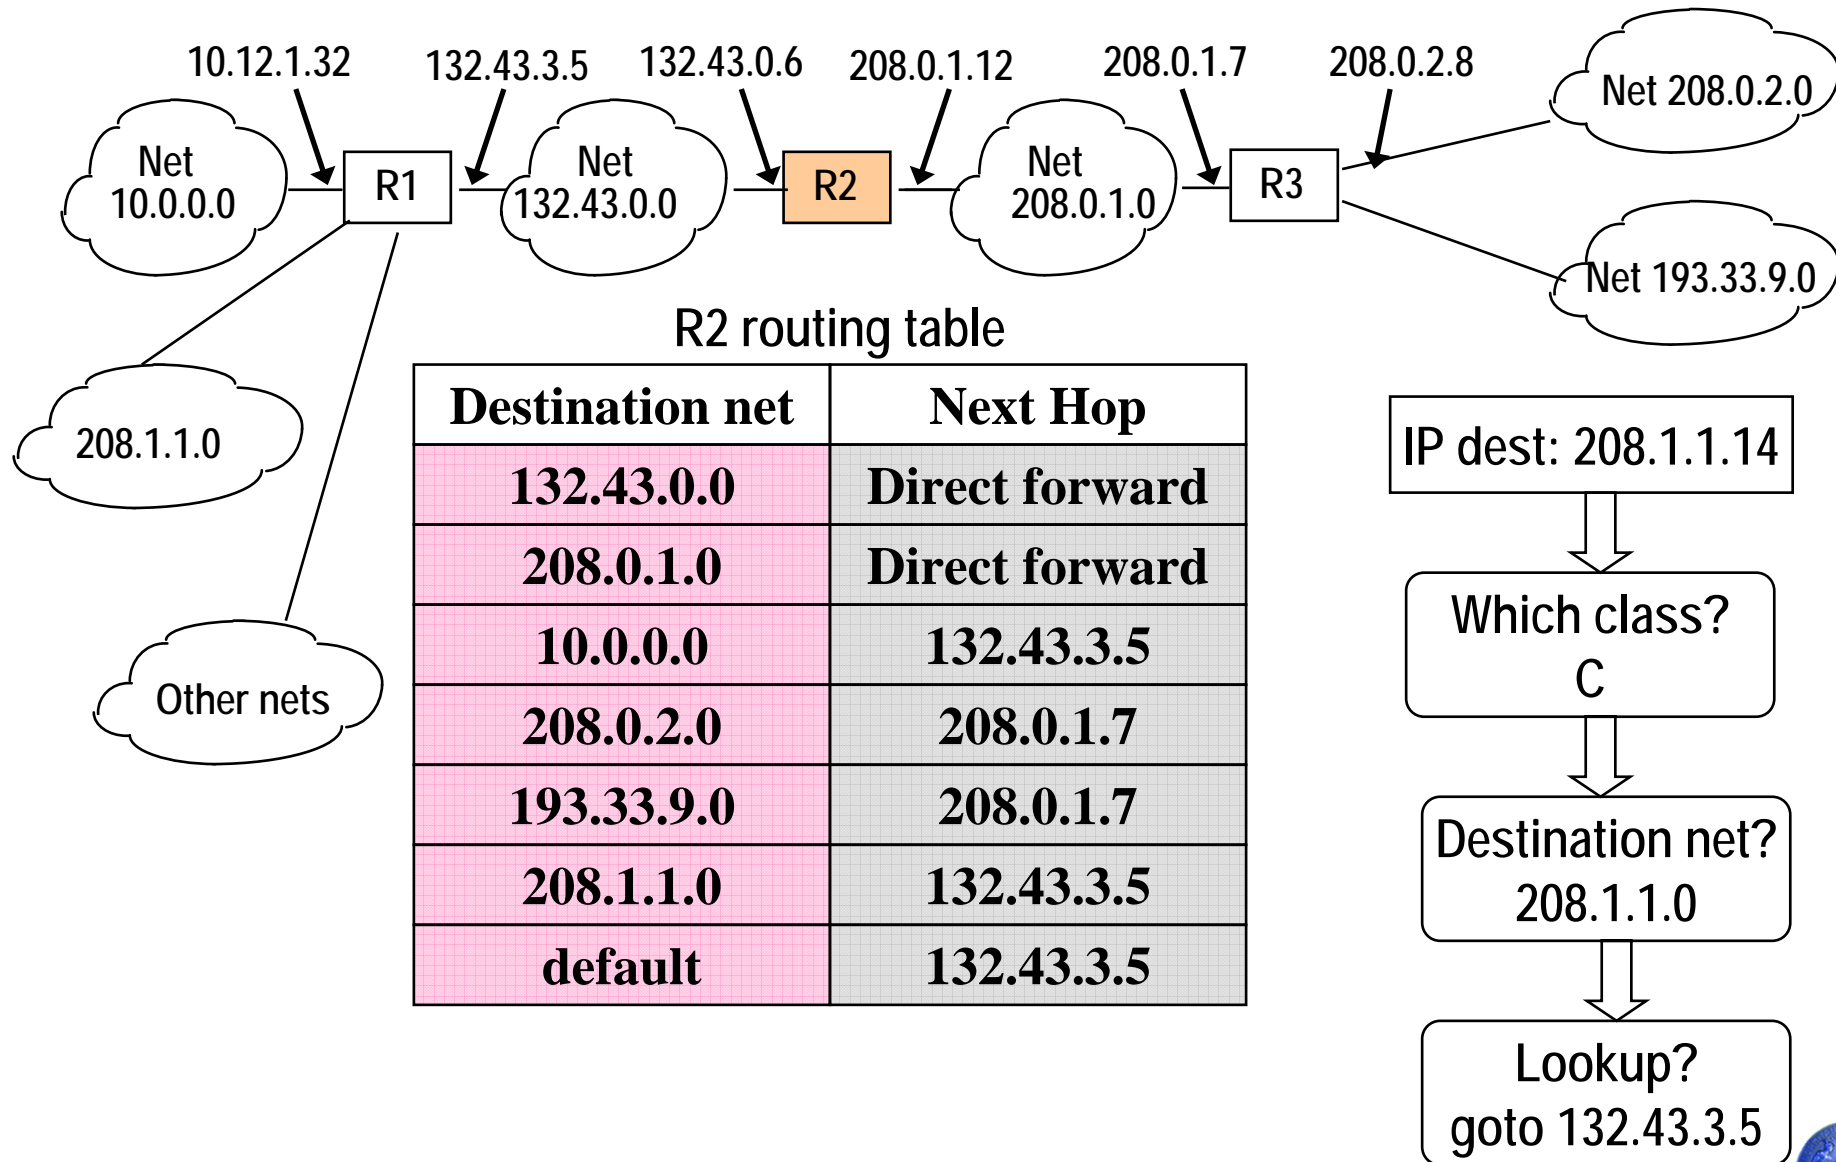 10.12.1.32 132.43.3.5 132.43.0.6 208.0.1.12 208.0.1.7 208.0.2.8
Net 208.0.2.0
Net
10.0.0.0
R1
Net
132.43.0.0
R2
Net
208.0.1.0
R3
Net 193.33.9.0
208.1.1.0
Other nets
R2 routing table
Destination net Next Hop
132.43.0.0 Direct forward
208.0.1.0 Direct forward
10.0.0.0 132.43.3.5
208.0.2.0 208.0.1.7
193.33.9.0 208.0.1.7
208.1.1.0 132.43.3.5
default 132.43.3.5
IP dest: 208.1.1.14
Which class?
C
Destination net?
208.1.1.0
Lookup?
goto 132.43.3.5